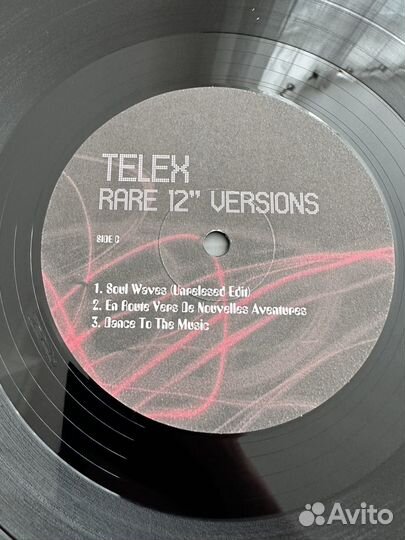 TELEX
RARE 12" VERSIONS
SIDE C
1. Soul Waves (Unrelesed Edit)
2. En Route Vers De Nouvelles Aventures
3. Dance To The Music
Avito